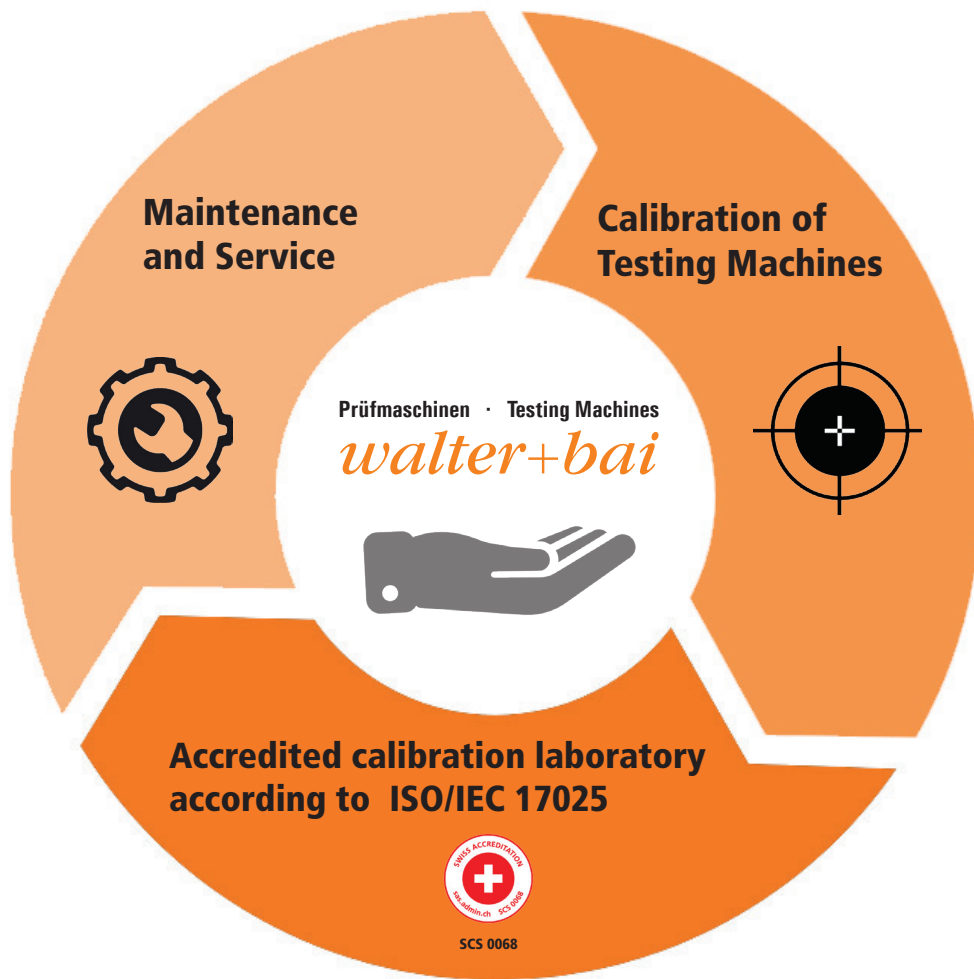 Maintenance
and Service
Calibration of
Testing Machines
Prüfmaschinen · Testing Machines
walter+bai
Accredited calibration laboratory
according to ISO/IEC 17025
SWISS ACCREDITATION
sas.admin.ch SCS 0068
SCS 0068